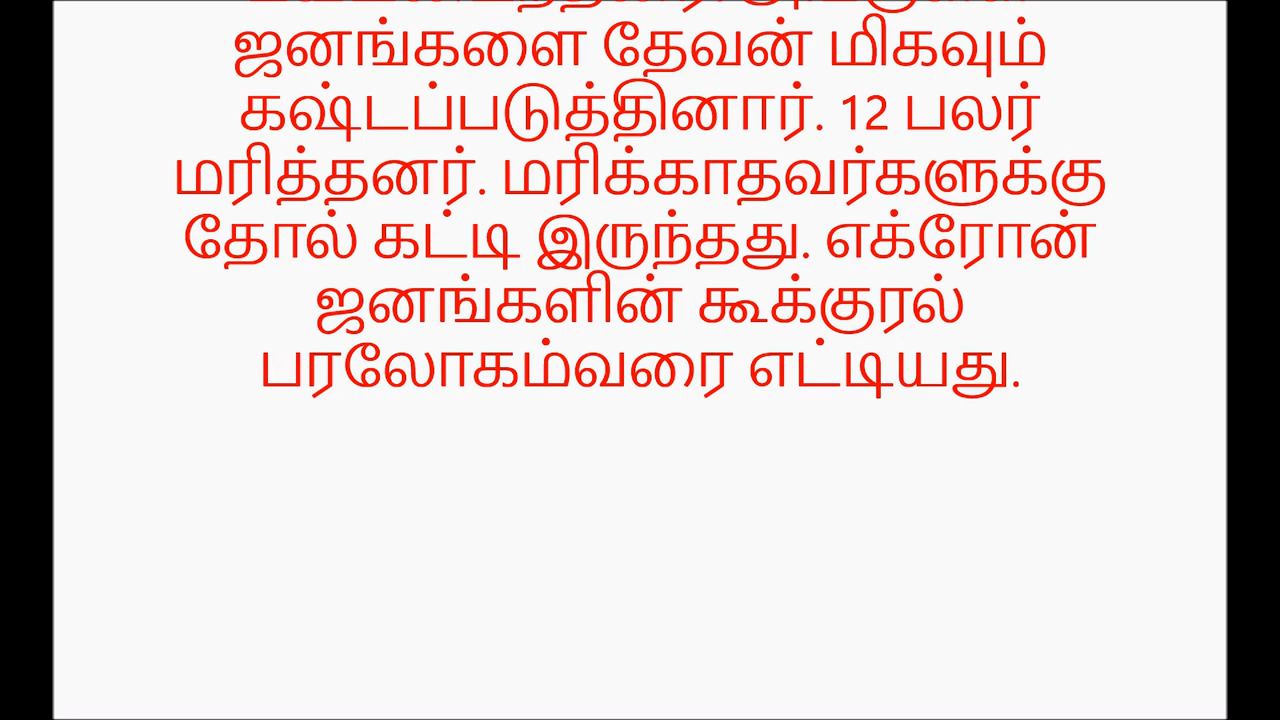 ஜனங்களை தேவன் மிகவும்
கஷ்டப்படுத்தினார். 12 பலர்
மரித்தனர். மரிக்காதவர்களுக்கு
தோல் கட்டி இருந்தது. எக்ரோன்
ஜனங்களின் கூக்குரல்
பரலோகம்வரை எட்டியது.